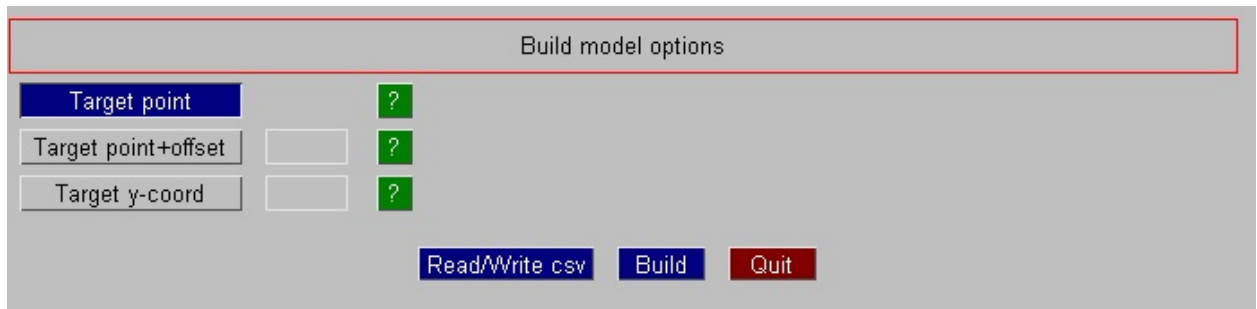 Build model options
Target point ?
Target point+offset ?
Target y-coord ?
Read/Write csv Build Quit